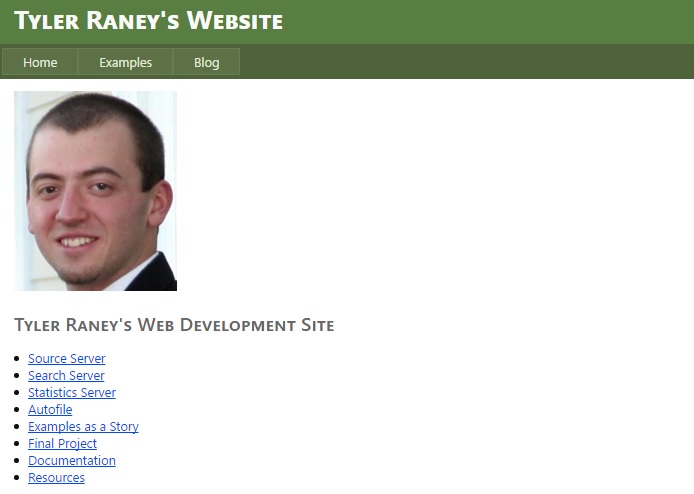 Tyler Raney's Website
Home Examples Blog
Tyler Raney's Web Development Site
Source Server
Search Server
Statistics Server
Autofile
Examples as a Story
Final Project
Documentation
Resources